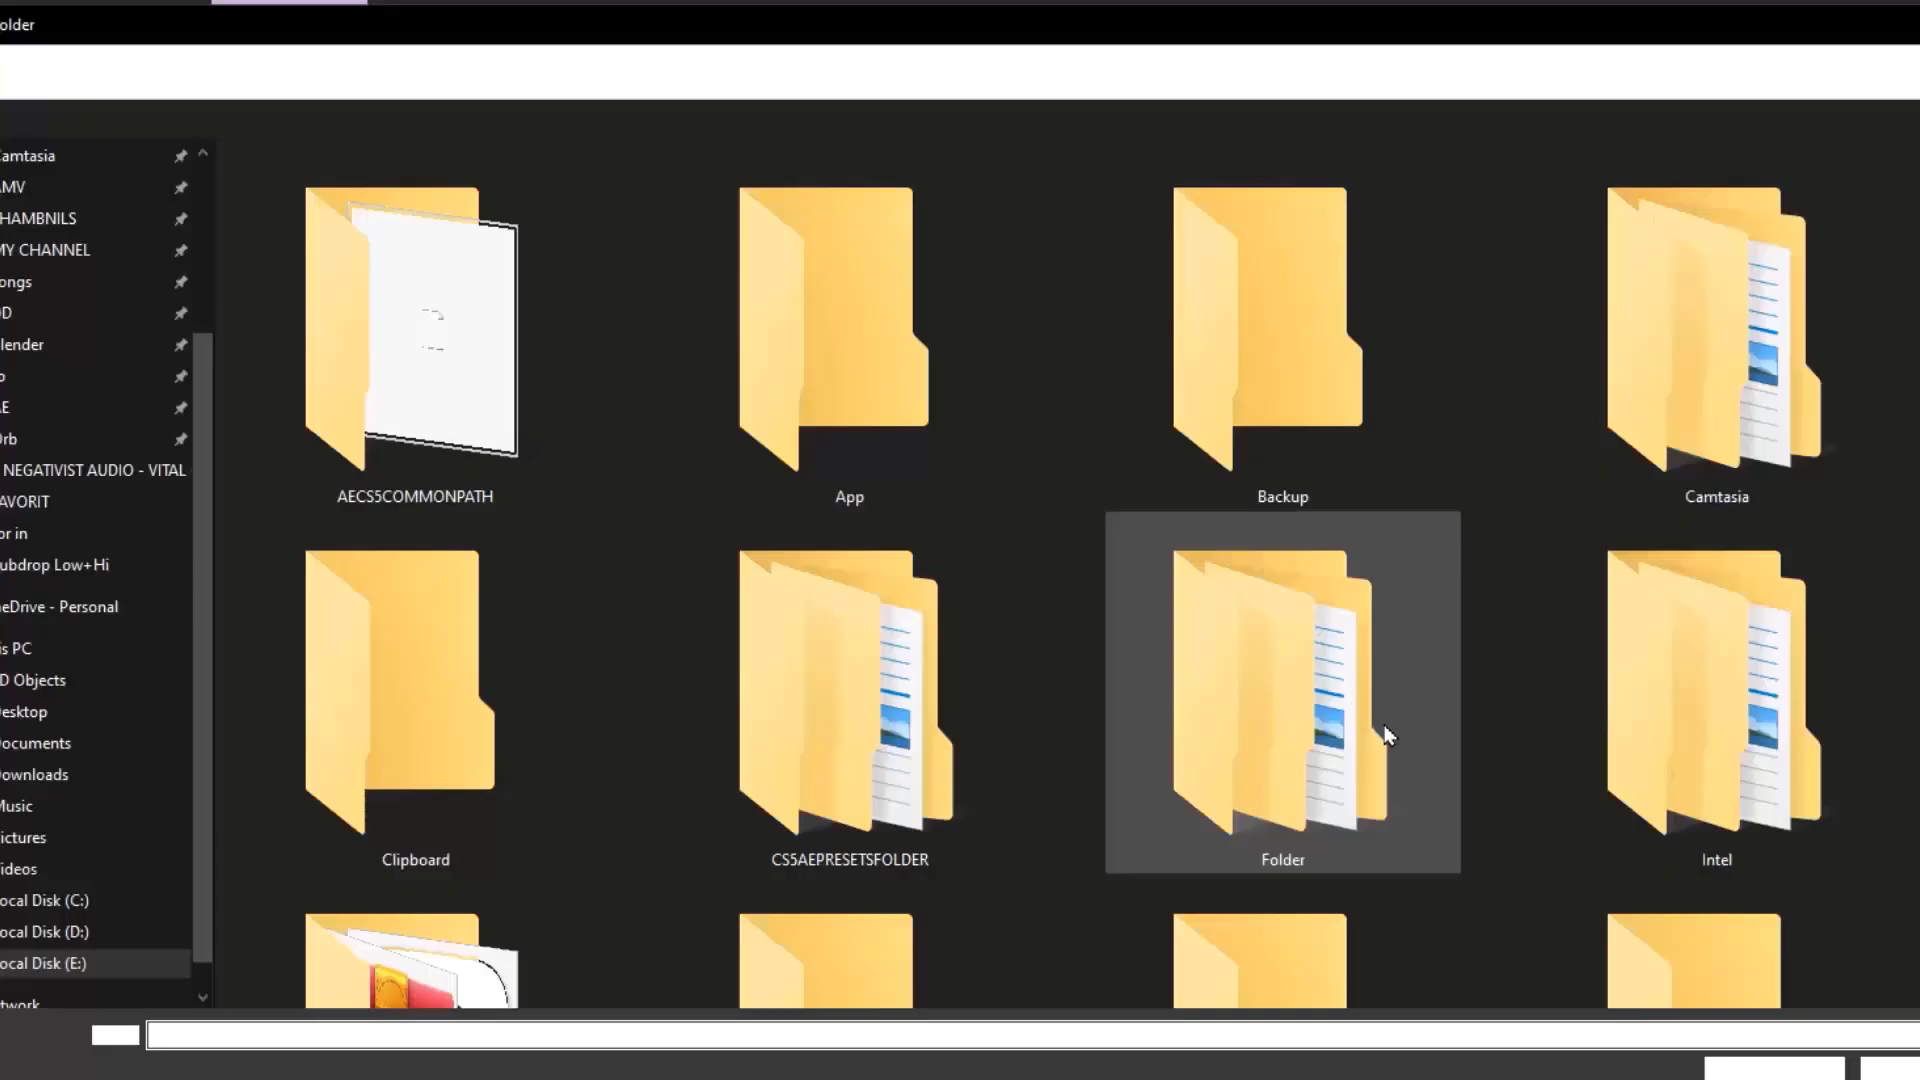 older
amtasia
MV
HAMBNILS
MY CHANNEL
ongs
D
lender
o
E
Orb
NEGATIVIST AUDIO - VITAL
AVORIT
or in
ubdrop Low+Hi
eDrive - Personal
is PC
D Objects
esktop
ocuments
ownloads
Music
ictures
ideos
ocal Disk (C:)
ocal Disk (D:)
ocal Disk (E:)
twork
AECS5COMMONPATH
App
Backup
Camtasia
Clipboard
CS5AEPRESETSFOLDER
Folder
Intel